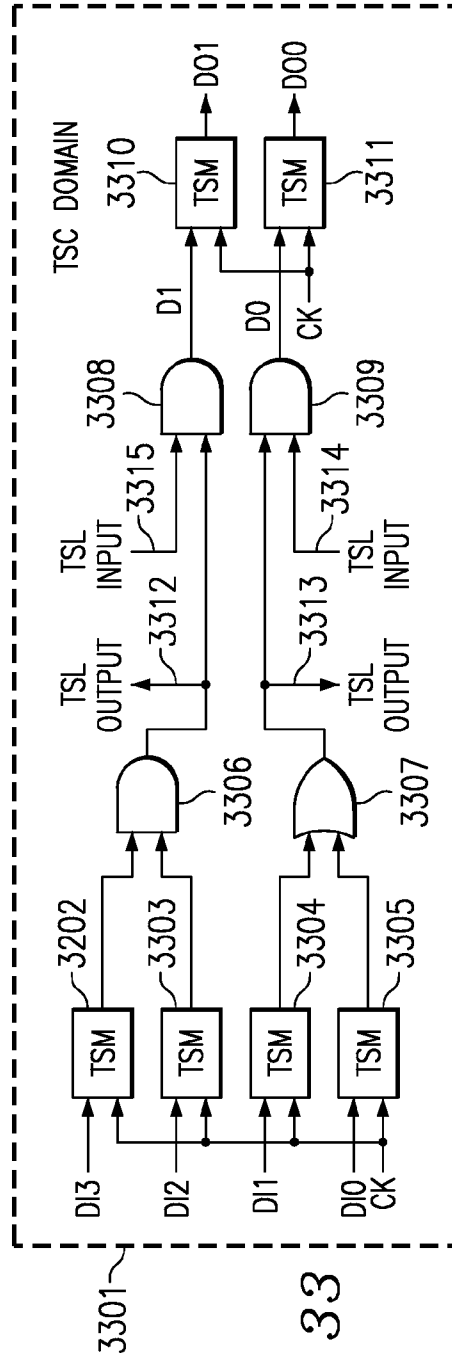 3301
33
TSC DOMAIN
DI3
DI2
DI1
DI0
CK
3202
TSM
3303
TSM
3304
TSM
3305
TSM
3306
3307
TSL
OUTPUT
3312
3313
TSL
OUTPUT
TSL
INPUT
3315
3314
TSL
INPUT
3308
3309
D1
D0
CK
3310
TSM
3311
TSM
DO1
DO0